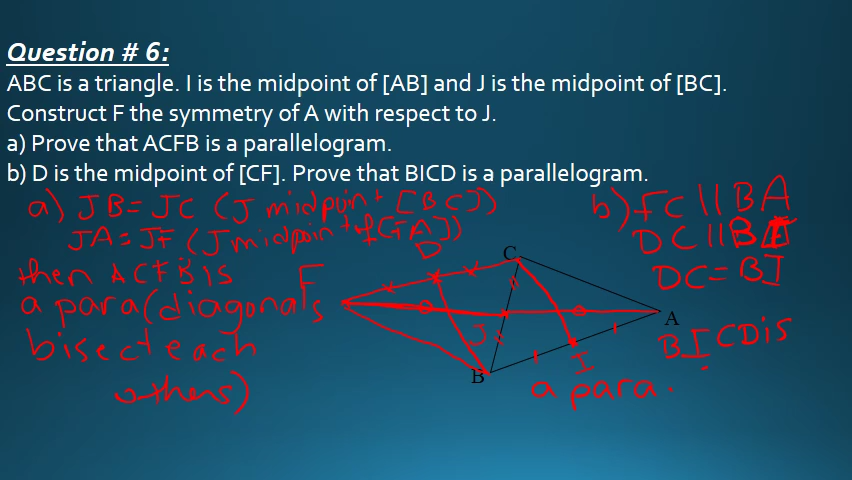 Question # 6:
ABC is a triangle. I is the midpoint of [AB] and J is the midpoint of [BC].
Construct F the symmetry of A with respect to J.
a) Prove that ACFB is a parallelogram.
b) D is the midpoint of [CF]. Prove that BICD is a parallelogram.
a) JB = JC (J midpoint [BC])
JA = JF (J midpoint of [FA])
then ACFB is
a para (diagonals
bisect each
others)
b) FC || BA
DC || BI
DC = BI
BICD is
a para.
D
C
F
A
J
I
B